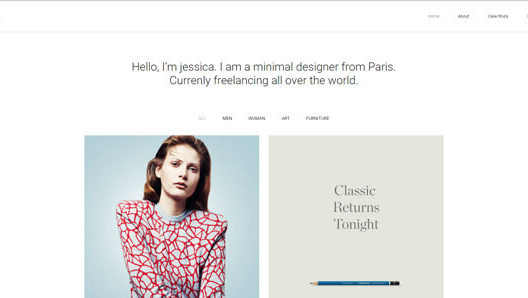 Home About Case Study
Hello, I'm jessica. I am a minimal designer from Paris.
Currenly freelancing all over the world.
ALL MEN WOMAN ART FURNITURE
Classic
Returns
Tonight